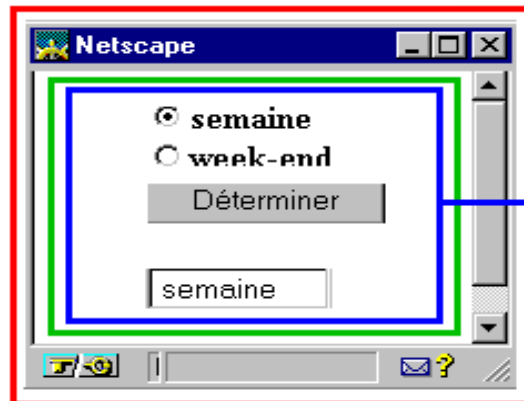 Netscape
semaine
week-end
Déterminer
semaine